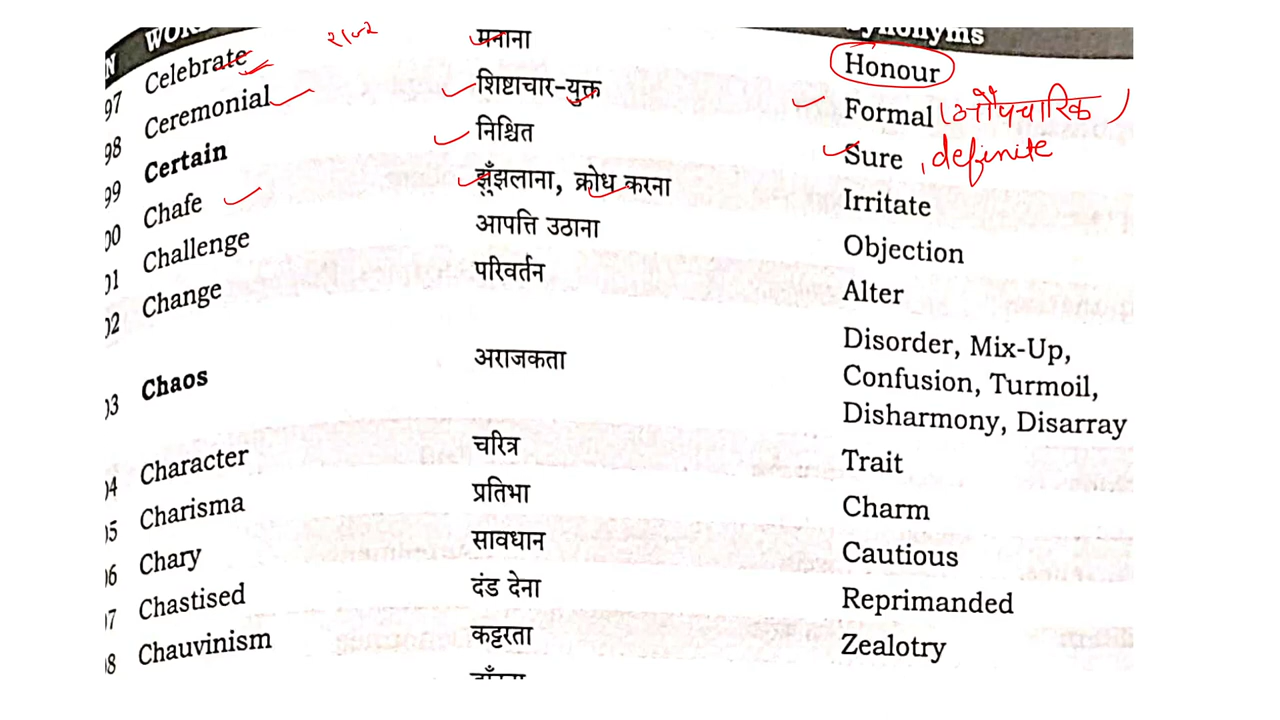 N WORD Synonyms
97 Celebrate मनाना Honour
98 Ceremonial शिष्टाचार-युक्त Formal (औपचारिक)
99 Certain निश्चित Sure, definite
00 Chafe झुँझलाना, क्रोध करना Irritate
01 Challenge आपत्ति उठाना Objection
02 Change परिवर्तन Alter
03 Chaos अराजकता Disorder, Mix-Up,
Confusion, Turmoil,
Disharmony, Disarray
04 Character चरित्र Trait
05 Charisma प्रतिभा Charm
06 Chary सावधान Cautious
07 Chastised दंड देना Reprimanded
08 Chauvinism कट्टरता Zealotry